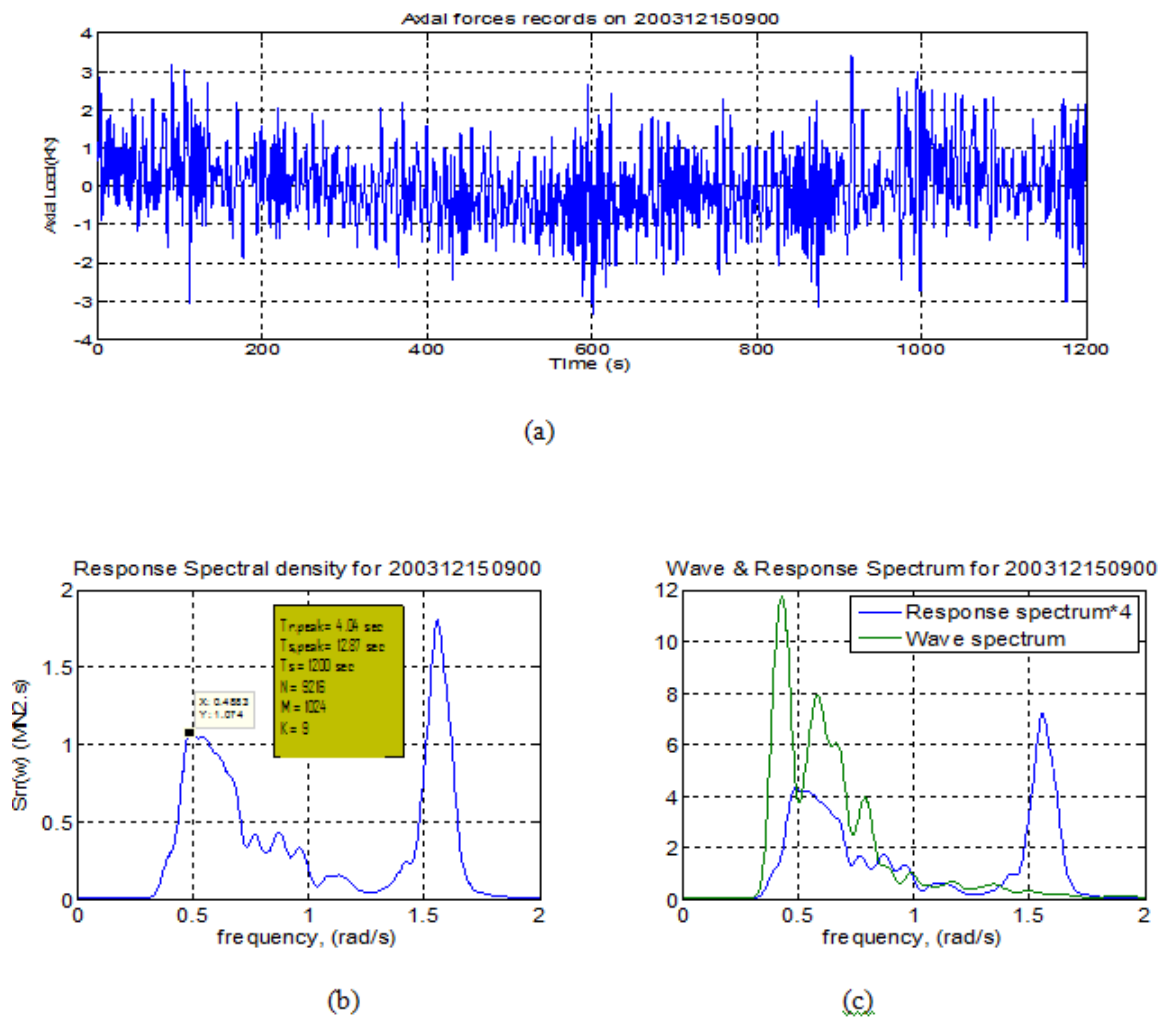 Axial forces records on 200312150900
4
3
2
1
0
-1
-2
-3
-4
Axial Load(KN)
0 200 400 600 800 1000 1200
Time (s)
(a)
Response Spectral density for 200312150900
2
1.5
1
0.5
0
Srr(w) (MN2.s)
Tr,peak= 4.04 sec
Ts,peak= 12.87 sec
Ts = 1200 sec
N = 9216
M = 1024
K = 9
X: 0.4883
Y: 1.074
0 0.5 1 1.5 2
frequency, (rad/s)
(b)
Wave & Response Spectrum for 200312150900
12
10
8
6
4
2
0
Response spectrum*4
Wave spectrum
0 0.5 1 1.5 2
frequency, (rad/s)
(c)